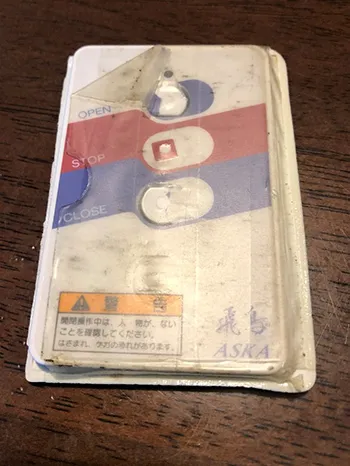 OPEN
STOP
CLOSE
⚠ 警 告
開閉操作中は、人、物が、ない
ことを確認してください。
はさまれ、ケガの恐れがあります。
飛鳥
ASKA